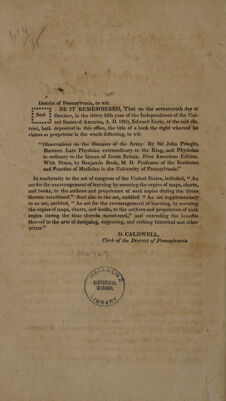 District of Pennsylvania, to wit:
Seal BE IT REMEMBERED, That on the seventeenth day of
October, in the thirty fifth year of the Independence of the Uni-
ted States of America, A. D. 1810, Edward Earle, of the said dis-
trict, hath deposited in this office, the title of a book the right whereof he
claims as proprietor in the words following, to wit:
"Observations on the Diseases of the Army. By Sir John Pringle,
Baronet. Late Physician extraordinary to the King, and Physician
in ordinary to the Queen of Great Britain. First American Edition.
With Notes, by Benjamin Rush, M. D. Professor of the Institutes
and Practice of Medicine in the University of Pennsylvania."
In conformity to the act of congress of the United States, intituled, "An
act for the encouragement of learning by securing the copies of maps, charts,
and books, to the authors and proprietors of such copies during the times
therein mentioned." And also to the act, entitled "An act supplementary
to an act, entitled, "An act for the encouragement of learning, by securing
the copies of maps, charts, and books, to the authors and proprietors of such
copies during the time therein mentioned," and extending the benefits
thereof to the arts of designing, engraving, and etching historical and other
prints."
D. CALDWELL,
Clerk of the District of Pennsylvania.
WELLCOME
HISTORICAL
MEDICAL
LIBRARY